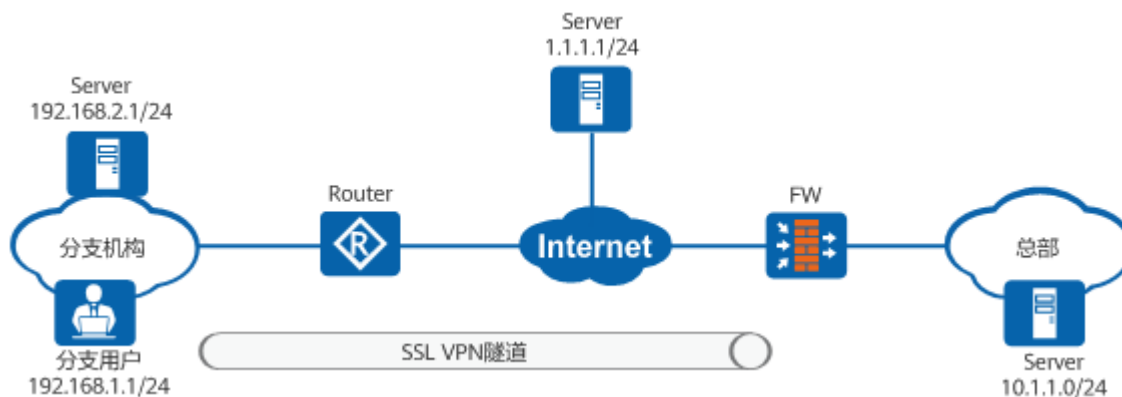 Server
1.1.1.1/24
Server
192.168.2.1/24
Router
FW
分支机构
R
Internet
总部
SSL VPN隧道
分支用户
192.168.1.1/24
Server
10.1.1.0/24